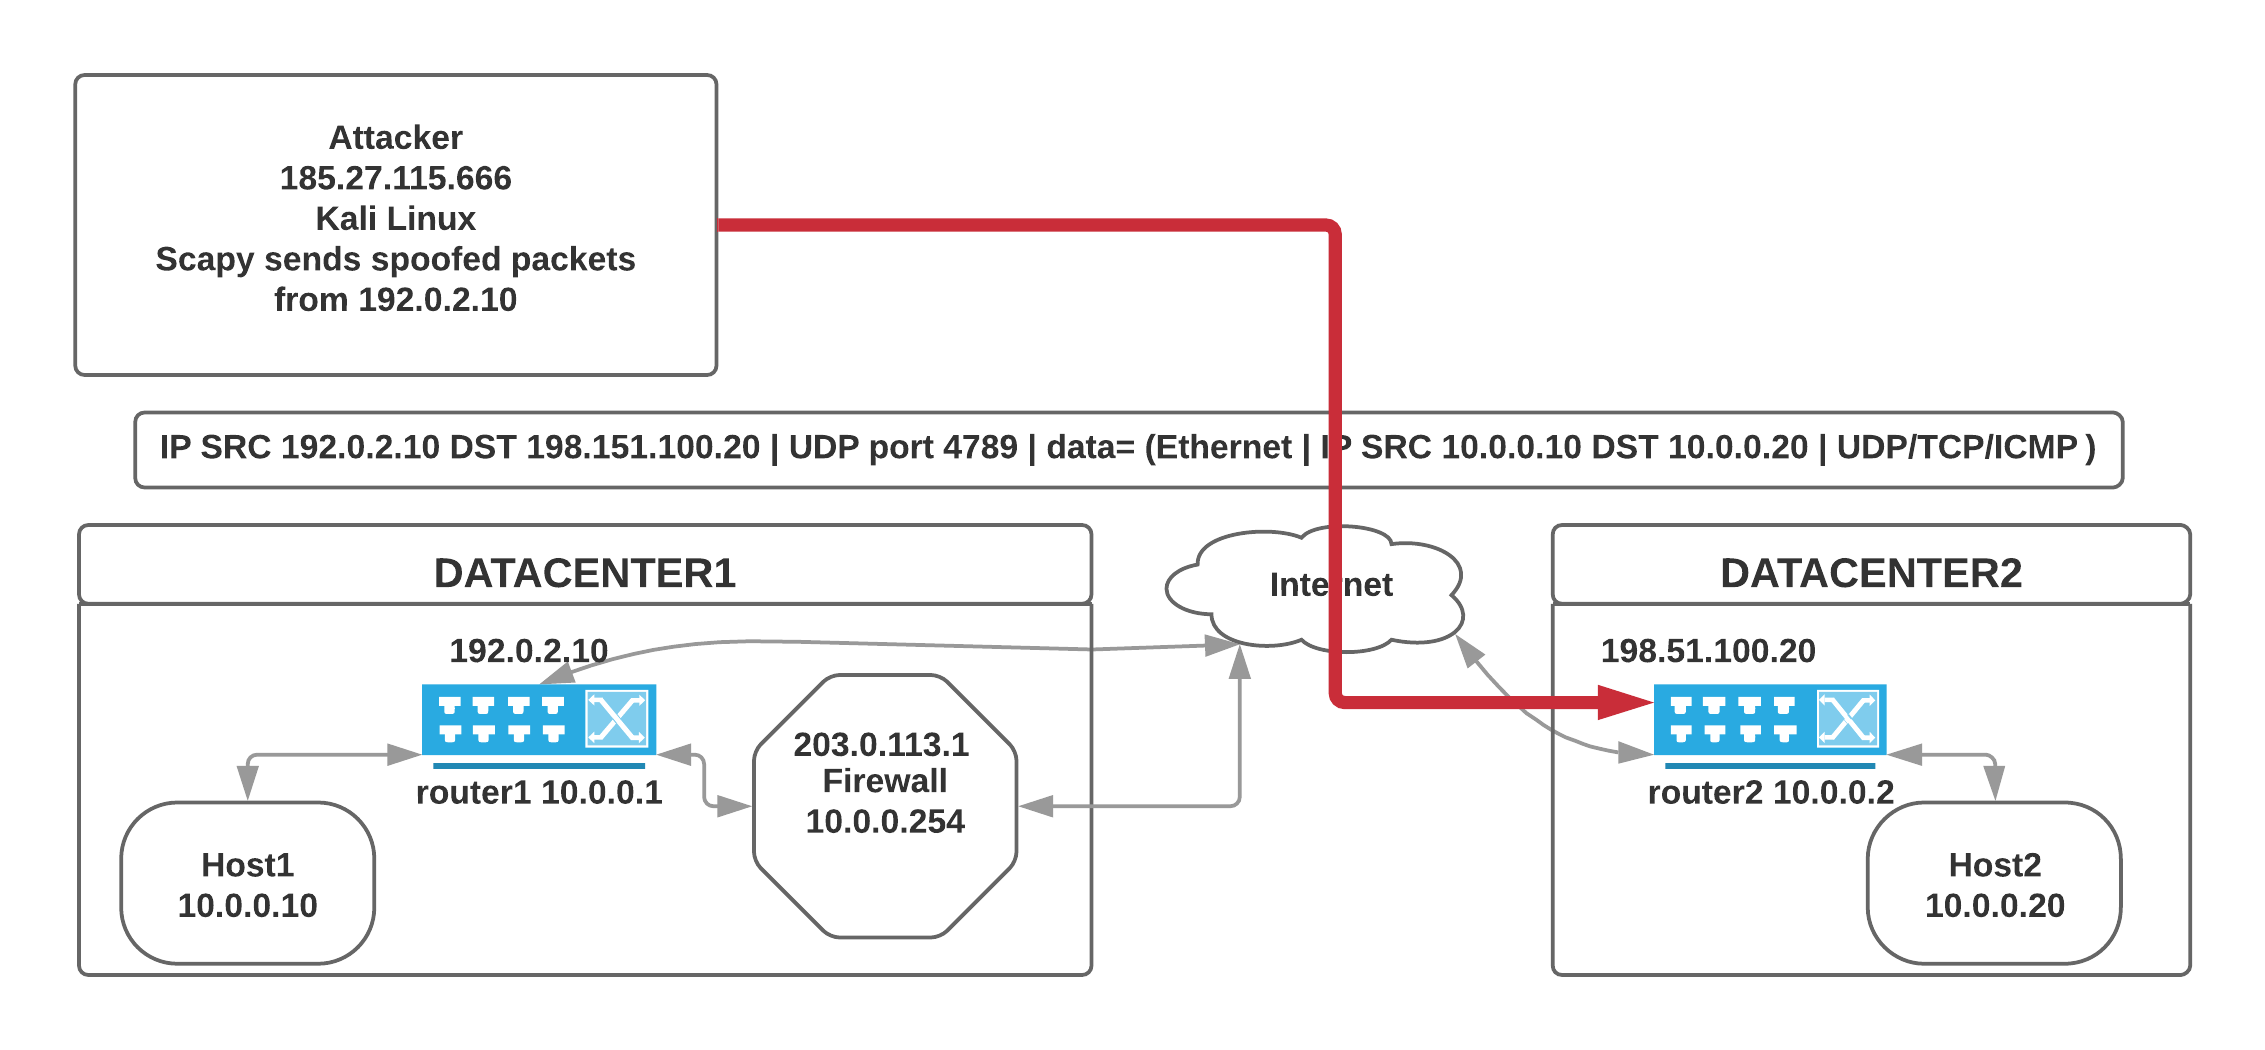 Attacker
185.27.115.666
Kali Linux
Scapy sends spoofed packets
from 192.0.2.10
IP SRC 192.0.2.10 DST 198.151.100.20 | UDP port 4789 | data= (Ethernet | IP SRC 10.0.0.10 DST 10.0.0.20 | UDP/TCP/ICMP )
DATACENTER1
192.0.2.10
router1 10.0.0.1
Host1
10.0.0.10
203.0.113.1
Firewall
10.0.0.254
Internet
DATACENTER2
198.51.100.20
router2 10.0.0.2
Host2
10.0.0.20